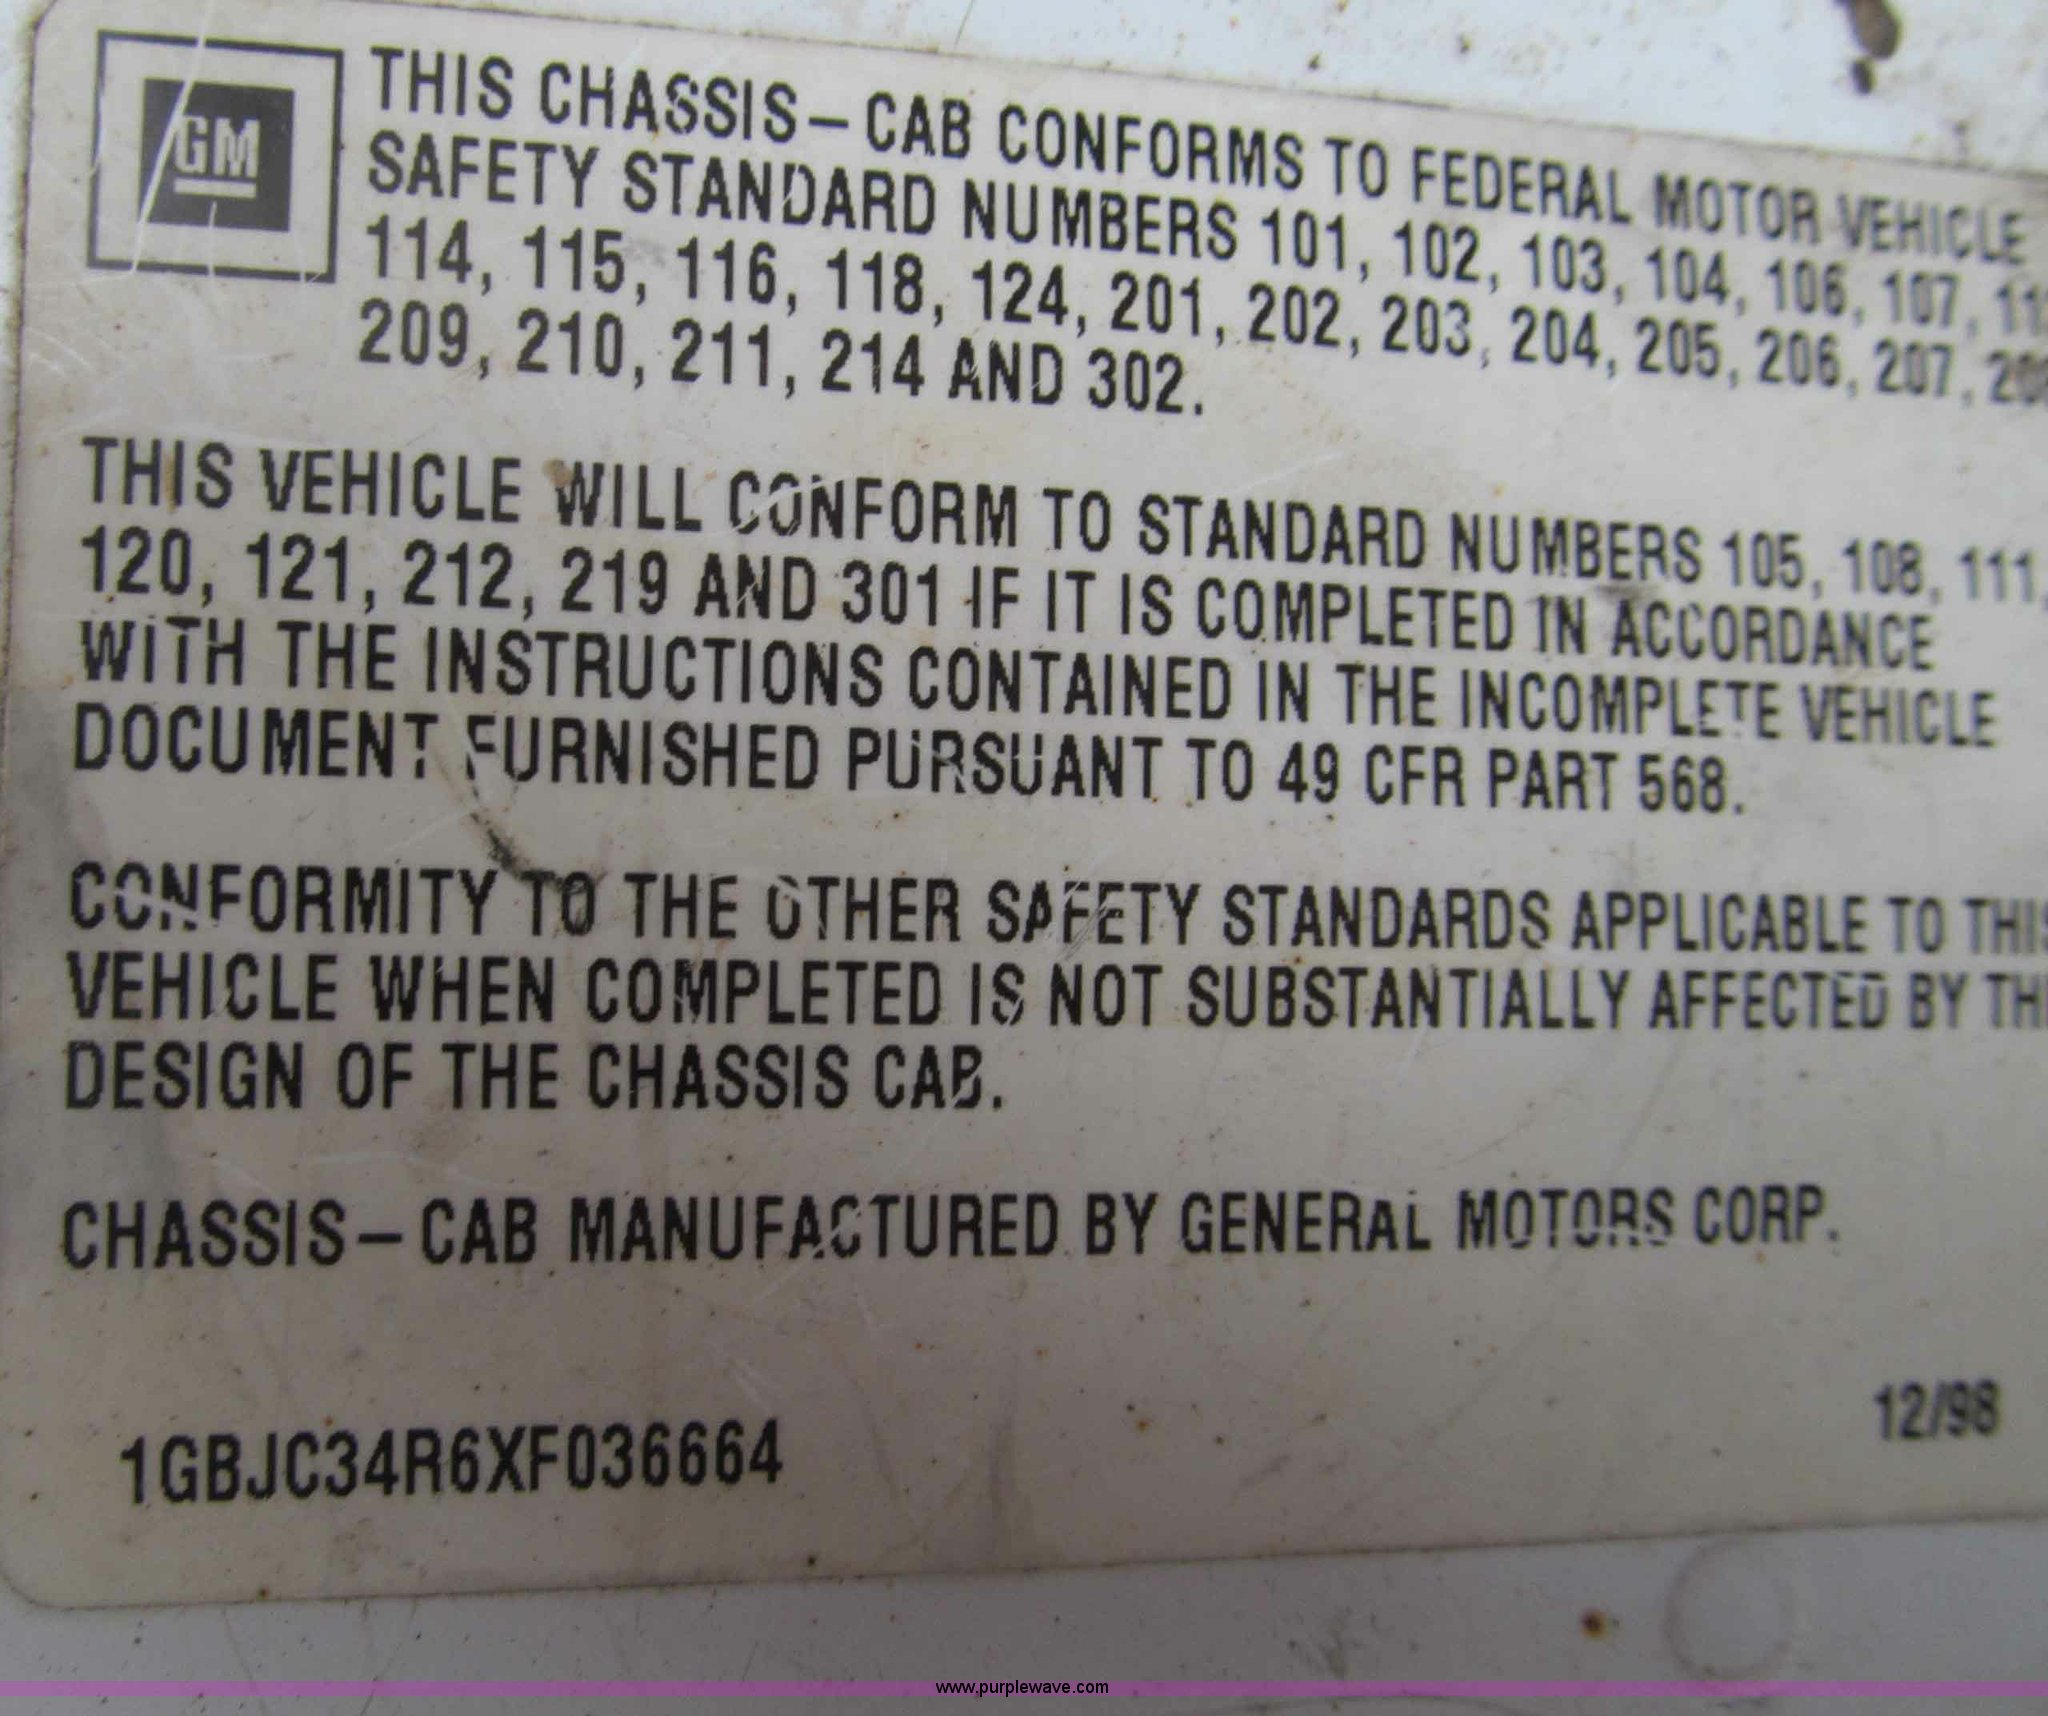 GM
THIS CHASSIS – CAB CONFORMS TO FEDERAL MOTOR VEHICLE
SAFETY STANDARD NUMBERS 101, 102, 103, 104, 106, 107,
114, 115, 116, 118, 124, 201, 202, 203, 204, 205, 206, 207,
209, 210, 211, 214 AND 302.
THIS VEHICLE WILL CONFORM TO STANDARD NUMBERS 105, 108, 111,
120, 121, 212, 219 AND 301 IF IT IS COMPLETED IN ACCORDANCE
WITH THE INSTRUCTIONS CONTAINED IN THE INCOMPLETE VEHICLE
DOCUMENT FURNISHED PURSUANT TO 49 CFR PART 568.
CONFORMITY TO THE OTHER SAFETY STANDARDS APPLICABLE TO THIS
VEHICLE WHEN COMPLETED IS NOT SUBSTANTIALLY AFFECTED BY TH
DESIGN OF THE CHASSIS CAB.
CHASSIS – CAB MANUFACTURED BY GENERAL MOTORS CORP.
12/98
1GBJC34R6XF036664
www.purplewave.com